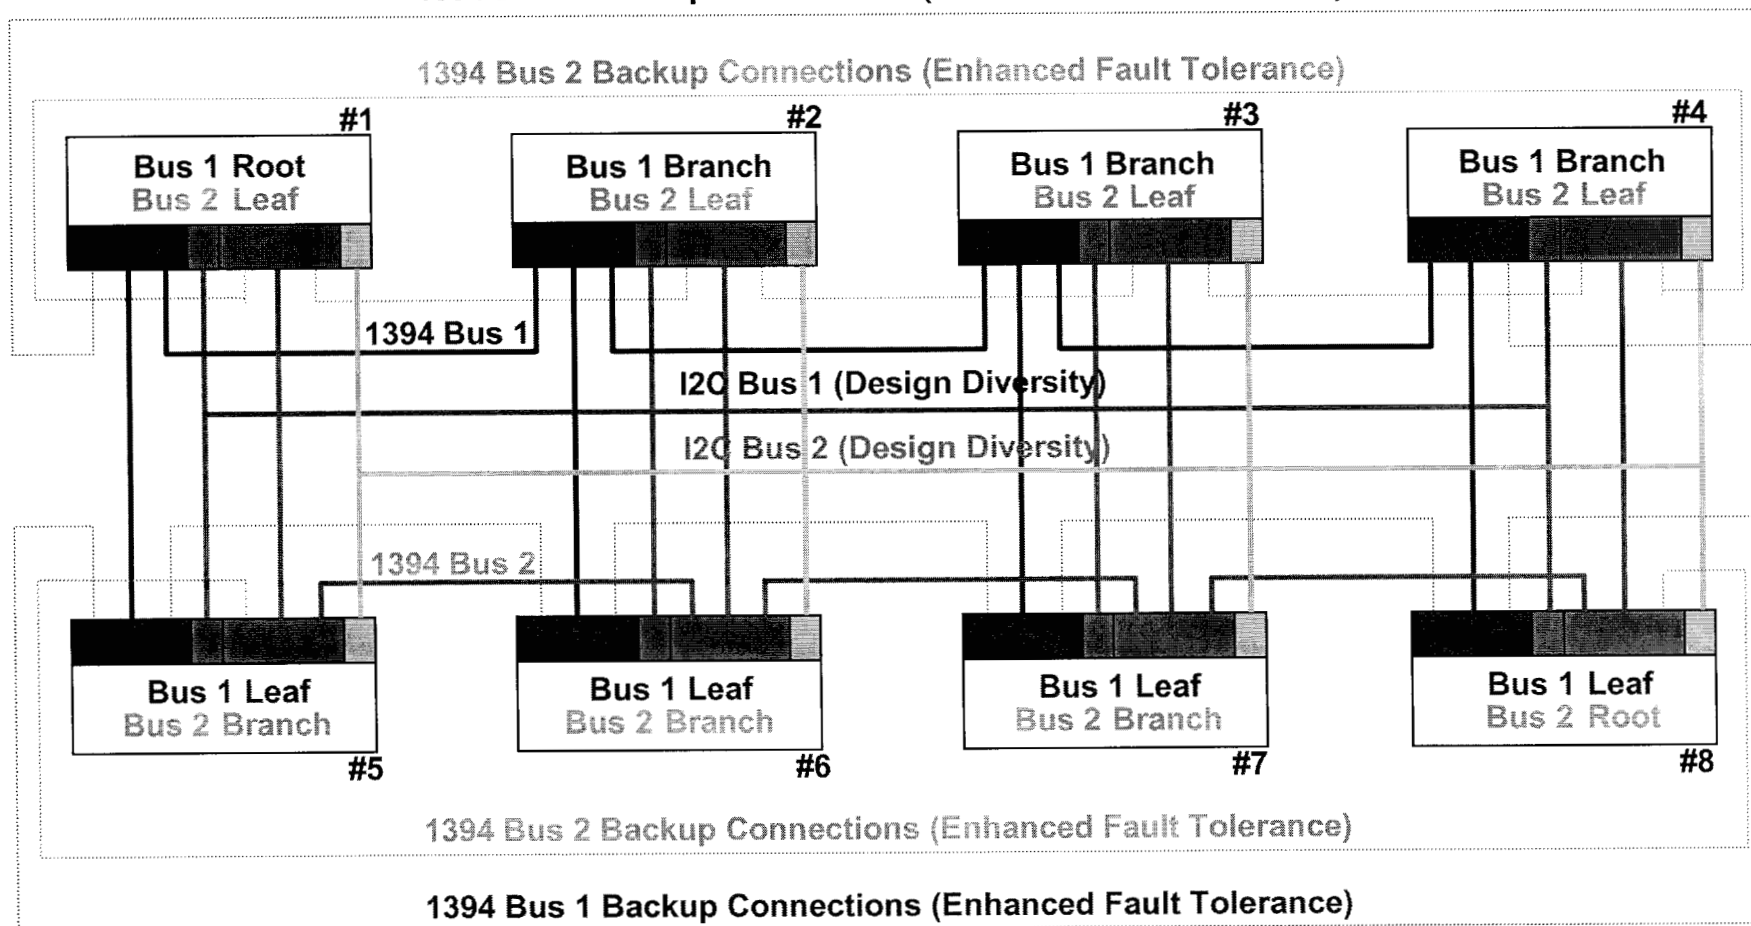 1394 Bus 2 Backup Connections (Enhanced Fault Tolerance)
#1
#2
#3
#4
Bus 1 Root
Bus 2 Leaf
Bus 1 Branch
Bus 2 Leaf
Bus 1 Branch
Bus 2 Leaf
Bus 1 Branch
Bus 2 Leaf
1394 Bus 1
I2C Bus 1 (Design Diversity)
I2C Bus 2 (Design Diversity)
1394 Bus 2
Bus 1 Leaf
Bus 2 Branch
Bus 1 Leaf
Bus 2 Branch
Bus 1 Leaf
Bus 2 Branch
Bus 1 Leaf
Bus 2 Root
#5
#6
#7
#8
1394 Bus 2 Backup Connections (Enhanced Fault Tolerance)
1394 Bus 1 Backup Connections (Enhanced Fault Tolerance)